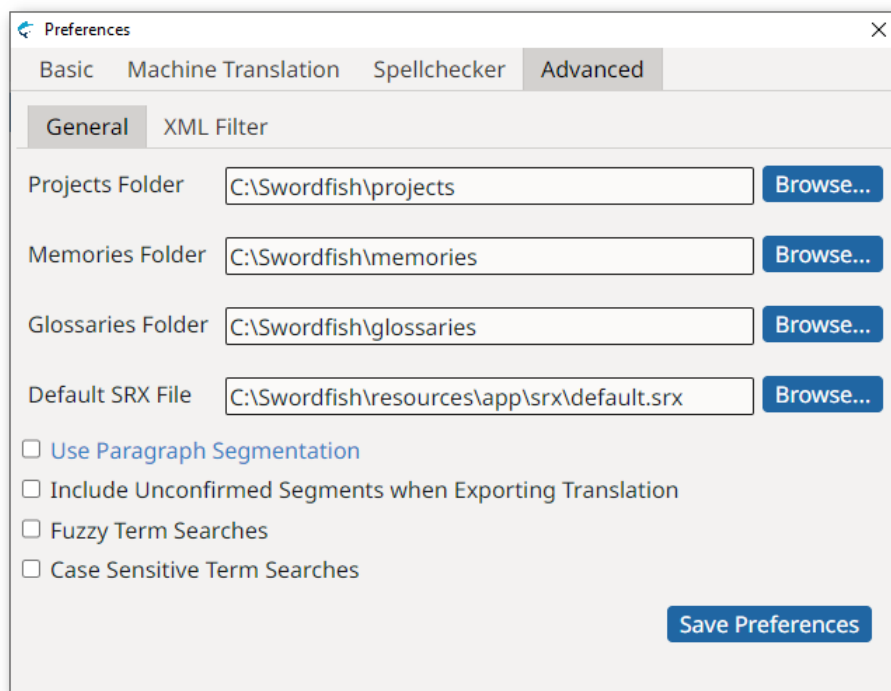 Preferences
Basic Machine Translation Spellchecker Advanced
General XML Filter
Projects Folder C:\Swordfish\projects Browse...
Memories Folder C:\Swordfish\memories Browse...
Glossaries Folder C:\Swordfish\glossaries Browse...
Default SRX File C:\Swordfish\resources\app\srx\default.srx Browse...
Use Paragraph Segmentation
Include Unconfirmed Segments when Exporting Translation
Fuzzy Term Searches
Case Sensitive Term Searches
Save Preferences